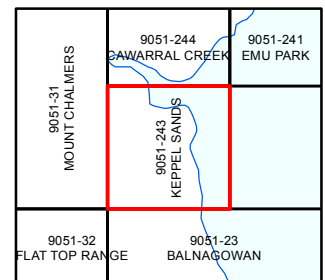 9051-244
CAWARRAL CREEK
9051-241
EMU PARK
9051-31
MOUNT CHALMERS
9051-243
KEPPEL SANDS
9051-32
FLAT TOP RANGE
9051-23
BALNAGOWAN